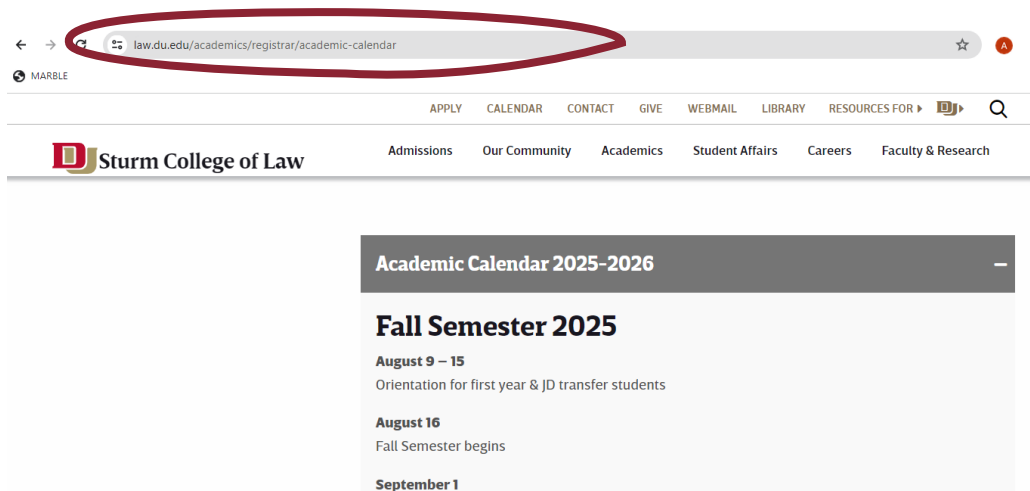 law.du.edu/academics/registrar/academic-calendar
A
MARBLE
APPLY CALENDAR CONTACT GIVE WEBMAIL LIBRARY RESOURCES FOR
Sturm College of Law
Admissions Our Community Academics Student Affairs Careers Faculty & Research
Academic Calendar 2025-2026
Fall Semester 2025
August 9 – 15
Orientation for first year & JD transfer students
August 16
Fall Semester begins
September 1